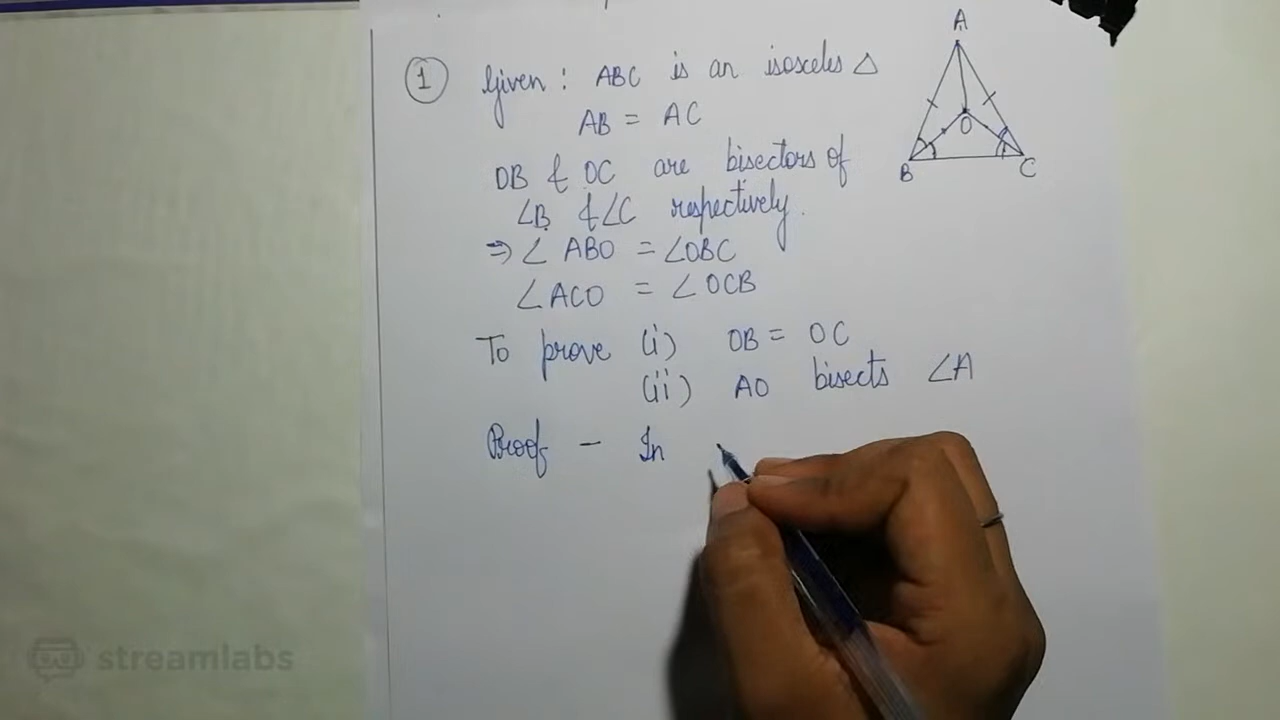 1 Given : ABC is an isosceles △
AB = AC
OB & OC are bisectors of
∠B & ∠C respectively.
⇒ ∠ ABO = ∠OBC
∠ACO = ∠OCB
To prove (i) OB = OC
(ii) AO bisects ∠A
Proof - In
A
O
B
C
streamlabs